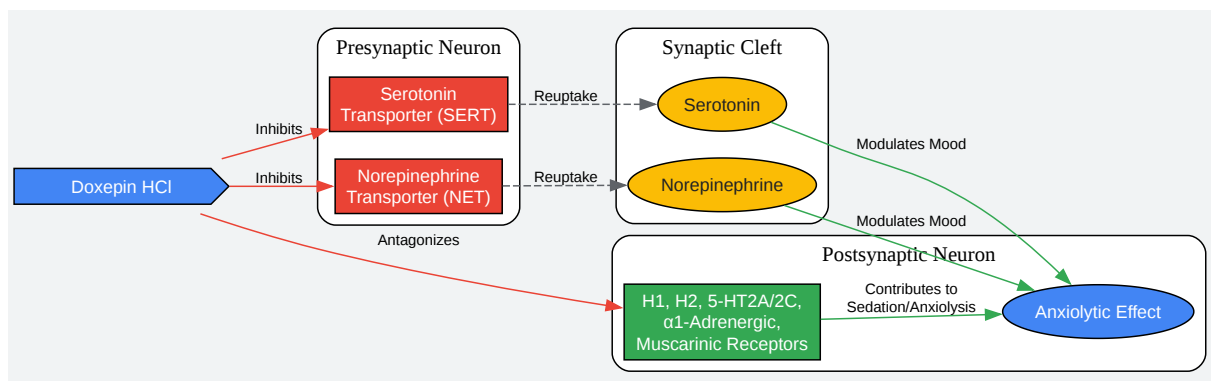 Presynaptic Neuron
Synaptic Cleft
Serotonin
Transporter (SERT)
Reuptake
Serotonin
Inhibits
Modulates Mood
Doxepin HCl
Inhibits
Norepinephrine
Transporter (NET)
Reuptake
Norepinephrine
Modulates Mood
Antagonizes
Postsynaptic Neuron
H1, H2, 5-HT2A/2C,
α1-Adrenergic,
Muscarinic Receptors
Contributes to
Sedation/Anxiolysis
Anxiolytic Effect